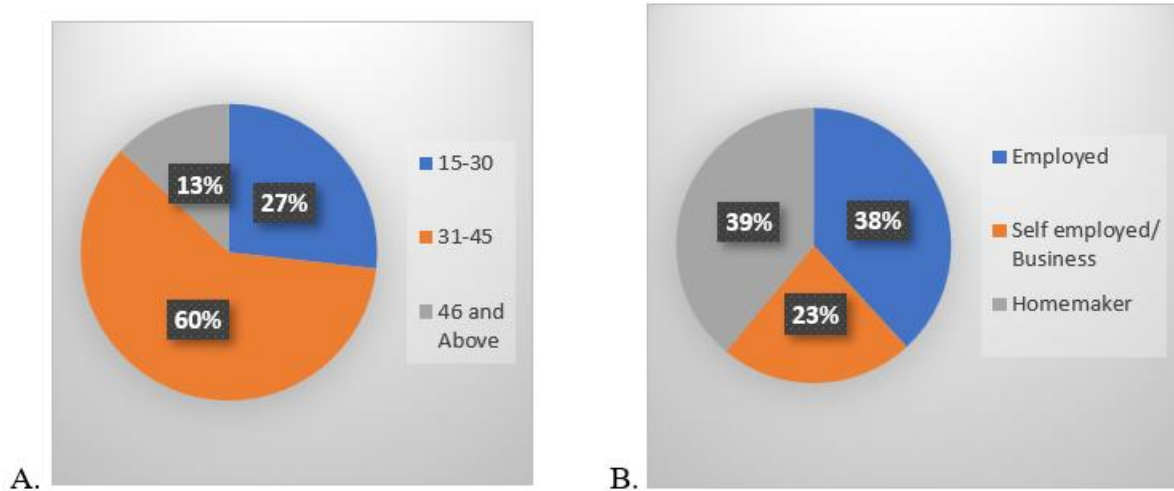 13%
27%
60%
15-30
31-45
46 and
Above
A.
39%
38%
23%
Employed
Self employed/
Business
Homemaker
B.